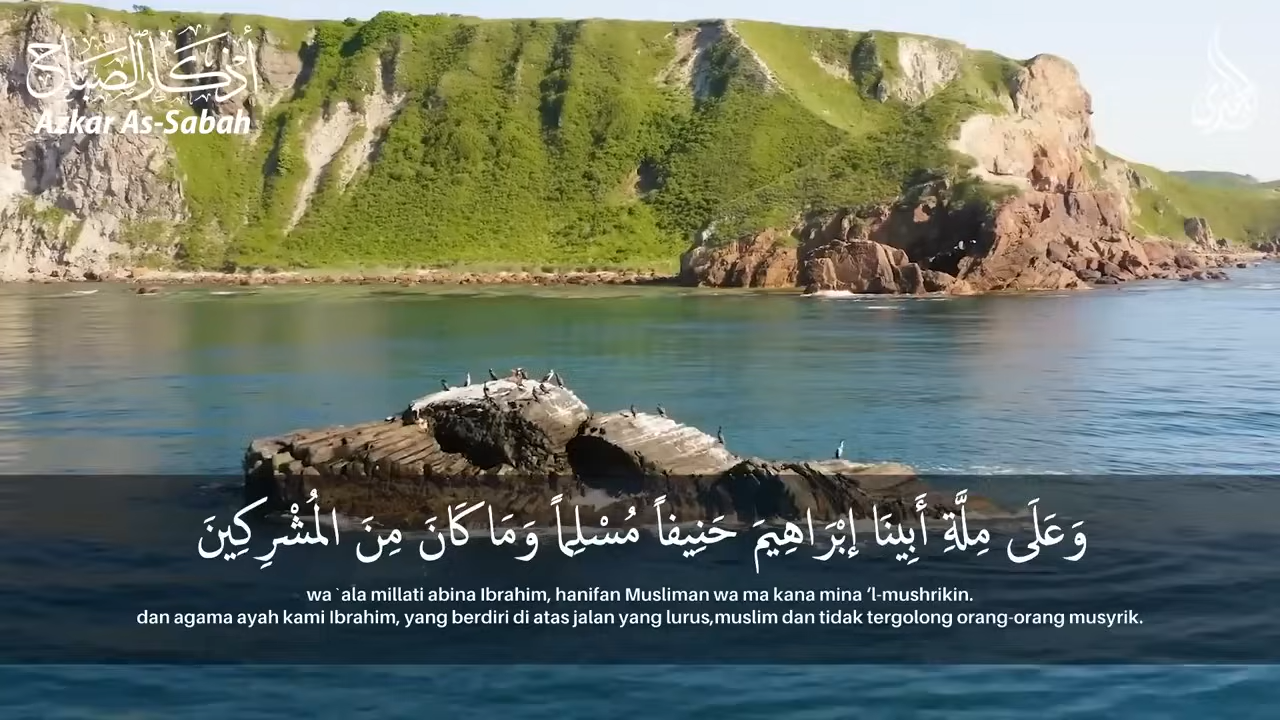 أذكار الصباح
Azkar As-Sabah
وَعَلَى مِلَّةِ أَبِينَا إِبْرَاهِيمَ حَنِيفاً مُسْلِماً وَمَا كَانَ مِنَ الْمُشْرِكِينَ
wa `ala millati abina Ibrahim, hanifan Musliman wa ma kana mina ’l-mushrikin.
dan agama ayah kami Ibrahim, yang berdiri di atas jalan yang lurus,muslim dan tidak tergolong orang-orang musyrik.